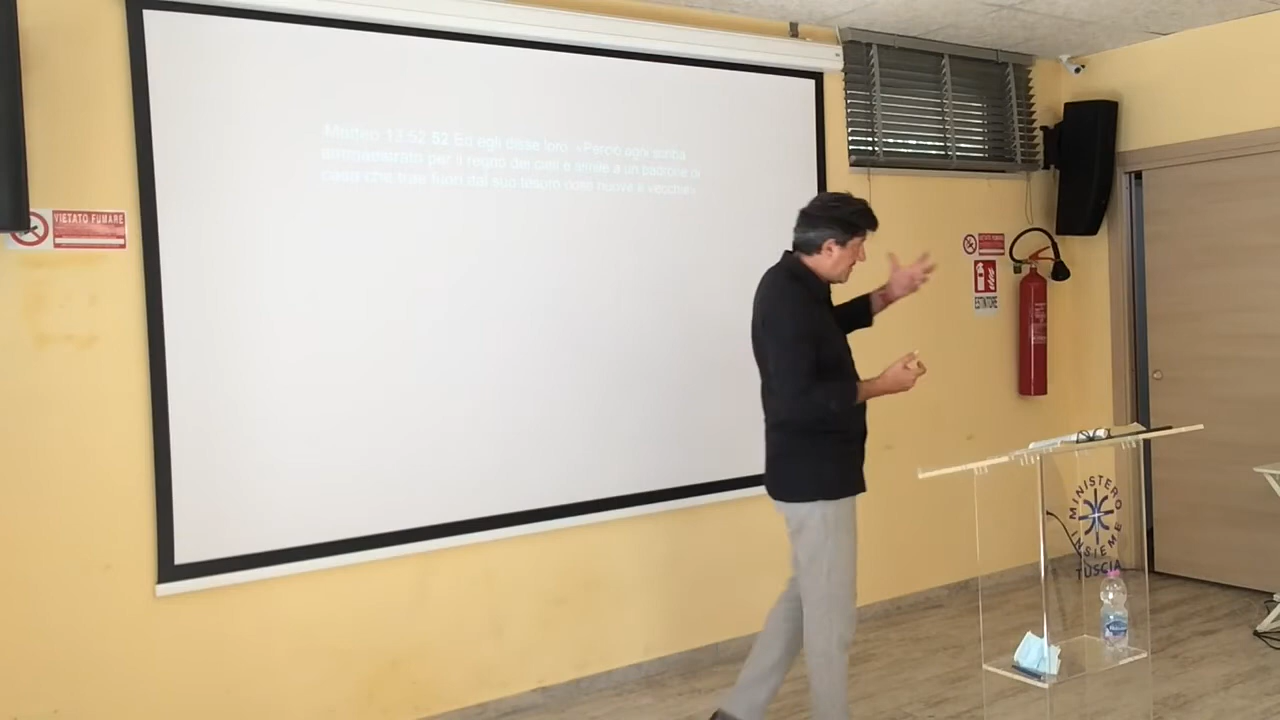 Matteo 13:52 52 Ed egli disse loro: «Perciò ogni scriba
ammaestrato per il regno dei cieli è simile a un padrone di
casa che trae fuori dal suo tesoro cose nuove e vecchie».
VIETATO FUMARE
ESTINTORE
MINISTERO
INSIEME
TUSCIA